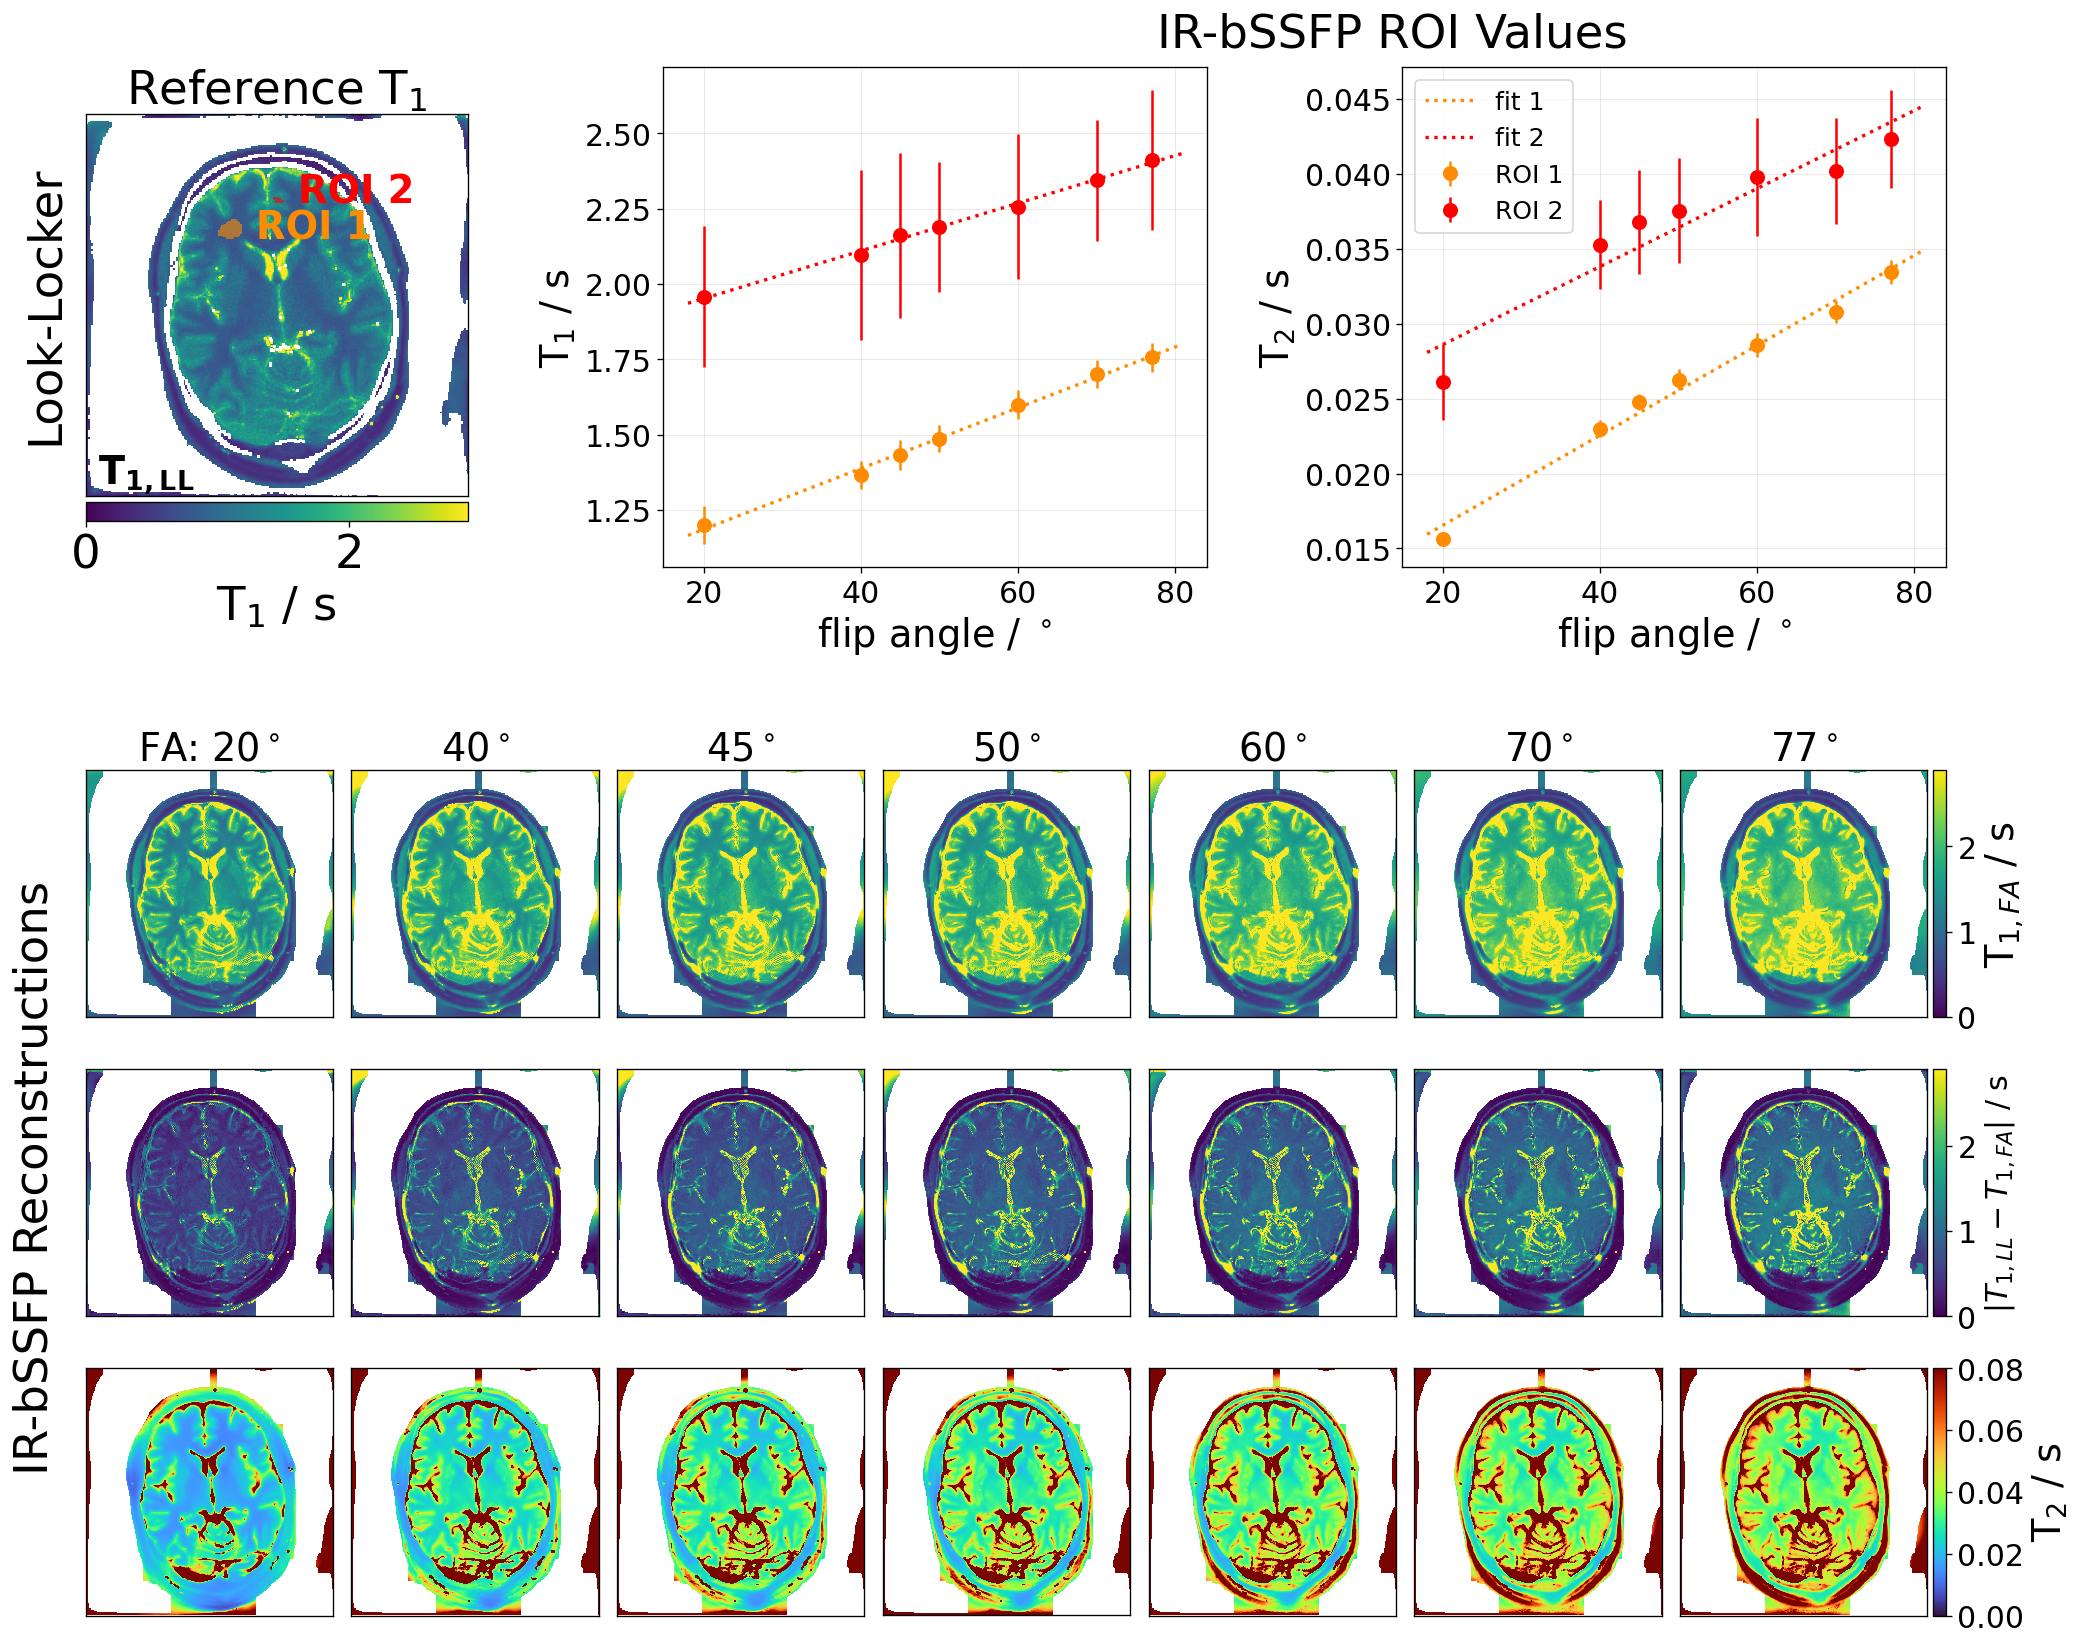 IR-bSSFP ROI Values
Reference T₁
Look-Locker
ROI 2
ROI 1
T₁,LL
0 2
T₁ / s
T₁ / s
2.50
2.25
2.00
1.75
1.50
1.25
20 40 60 80
flip angle / °
T₂ / s
0.045
0.040
0.035
0.030
0.025
0.020
0.015
20 40 60 80
flip angle / °
fit 1
fit 2
ROI 1
ROI 2
IR-bSSFP Reconstructions
FA: 20° 40° 45° 50° 60° 70° 77°
2
1
0
T₁,FA / s
2
1
0
|T₁,LL − T₁,FA| / s
0.08
0.06
0.04
0.02
0.00
T₂ / s